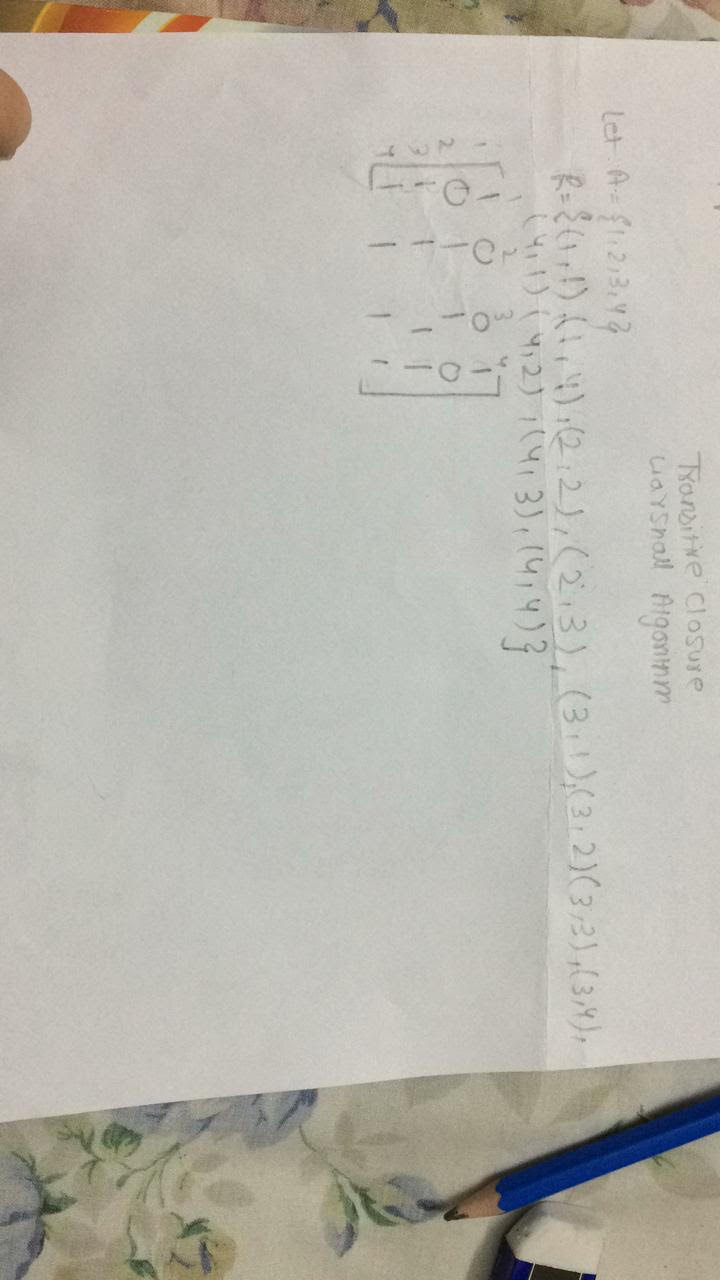 Transitive Closure
Warshall Algorithm
Let A = {1,2,3,4}
R = {(1,1),(1,4),(2,2),(2,3),(3,1),(3,2)(3,3),(3,4),
(4,1),(4,2),(4,3),(4,4)}
1 2 3 4
1 1 0 0 1
2 0 1 1 0
3 1 1 1 1
4 1 1 1 1